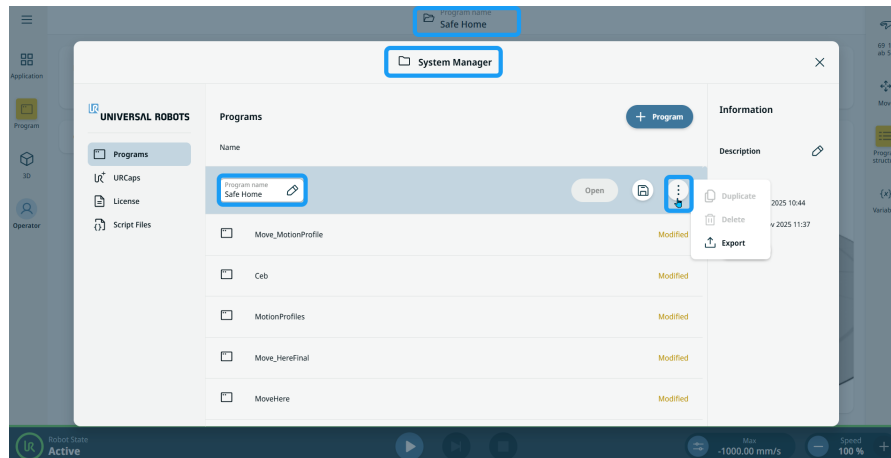 Program name
Safe Home
System Manager
Application
Program
3D
Operator
UNIVERSAL ROBOTS
Programs
URCaps
License
Script Files
Programs
+ Program
Name
Program name
Safe Home
Open
Move_MotionProfile
Modified
Ceb
Modified
MotionProfiles
Modified
Move_HereFinal
Modified
MoveHere
Modified
Information
Description
Duplicate
2025 10:44
Delete
2025 11:37
Export
Robot State
Active
Max
-1000.00 mm/s
Speed
100 %